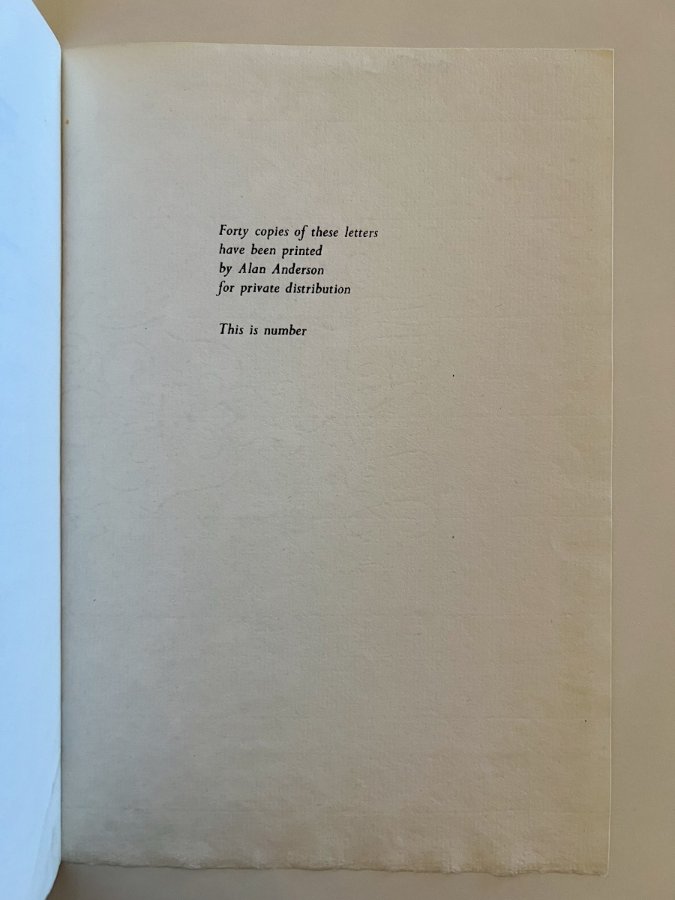 Forty copies of these letters
have been printed
by Alan Anderson
for private distribution
This is number